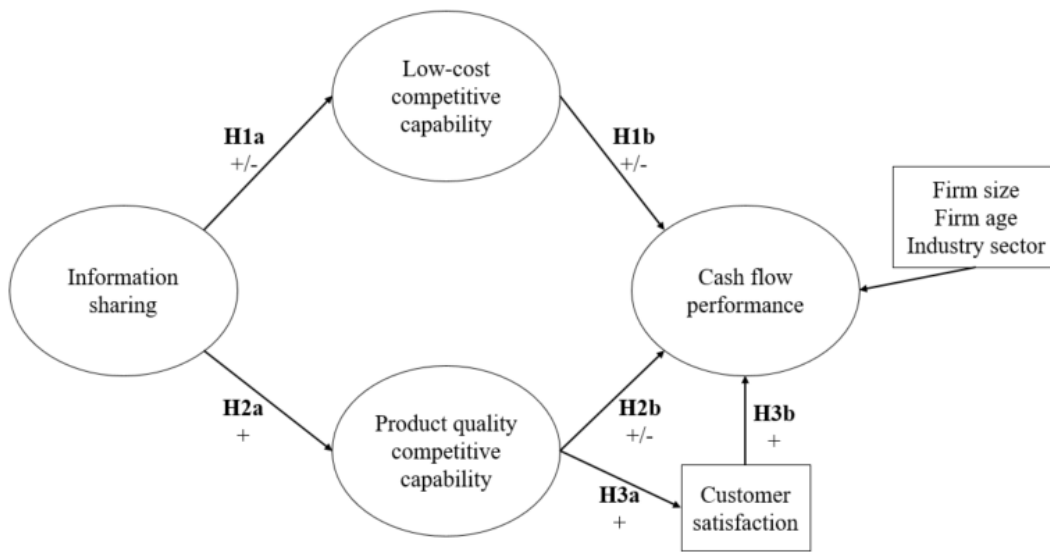 Low-cost
competitive
capability
H1a
+/-
H1b
+/-
Firm size
Firm age
Industry sector
Information
sharing
Cash flow
performance
H2a
+
Product quality
competitive
capability
H2b
+/-
H3b
+
H3a
+
Customer
satisfaction